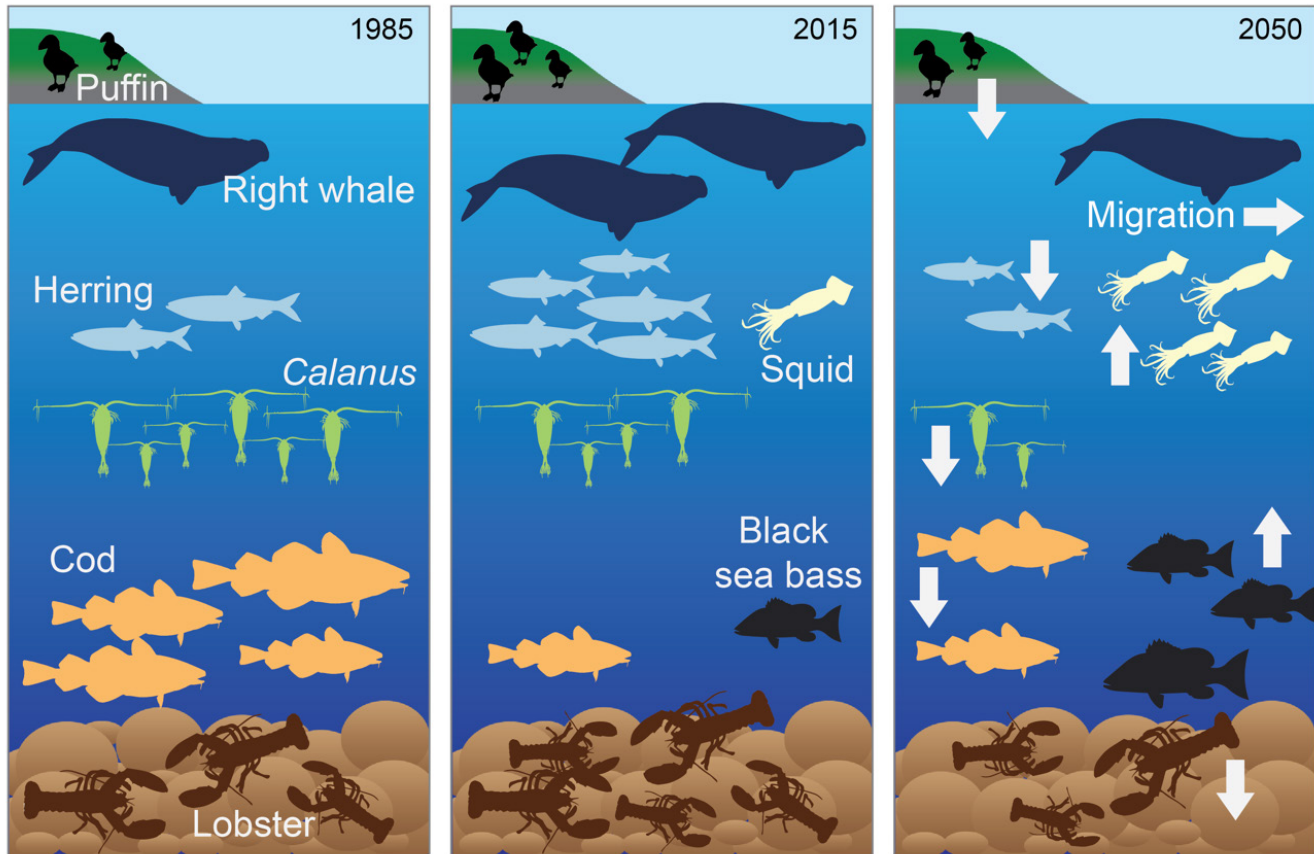 1985
Puffin
Right whale
Herring
Calanus
Cod
Lobster
2015
Squid
Black
sea bass
2050
Migration